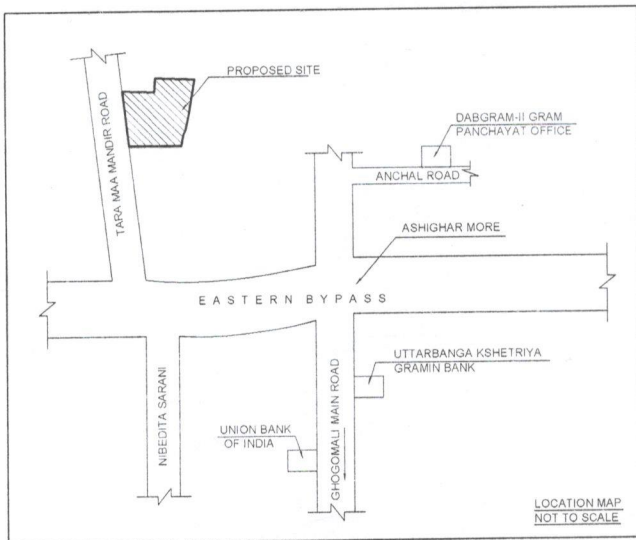 PROPOSED SITE
TARA MAA MANDIR ROAD
DABGRAM-II GRAM
PANCHAYAT OFFICE
ANCHAL ROAD
ASHIGHAR MORE
EASTERN BYPASS
UTTARBANGA KSHETRIYA
GRAMIN BANK
NIBEDITA SARANI
UNION BANK
OF INDIA
GHOGOMALI MAIN ROAD
LOCATION MAP
NOT TO SCALE